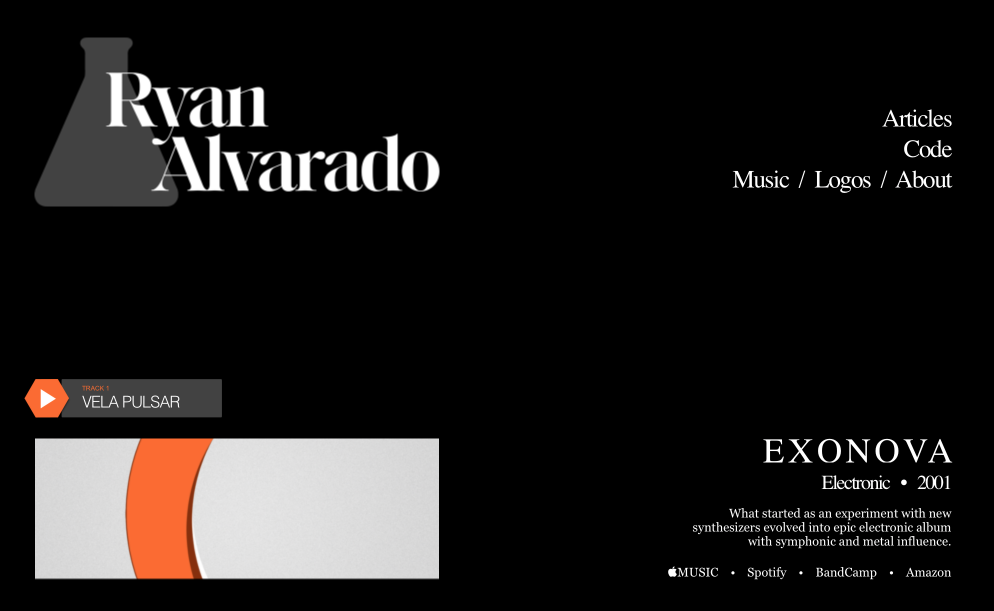 Ryan
Alvarado
Articles
Code
Music / Logos / About
TRACK 1
VELA PULSAR
EXONOVA
Electronic • 2001
What started as an experiment with new
synthesizers evolved into epic electronic album
with symphonic and metal influence.
MUSIC • Spotify • BandCamp • Amazon